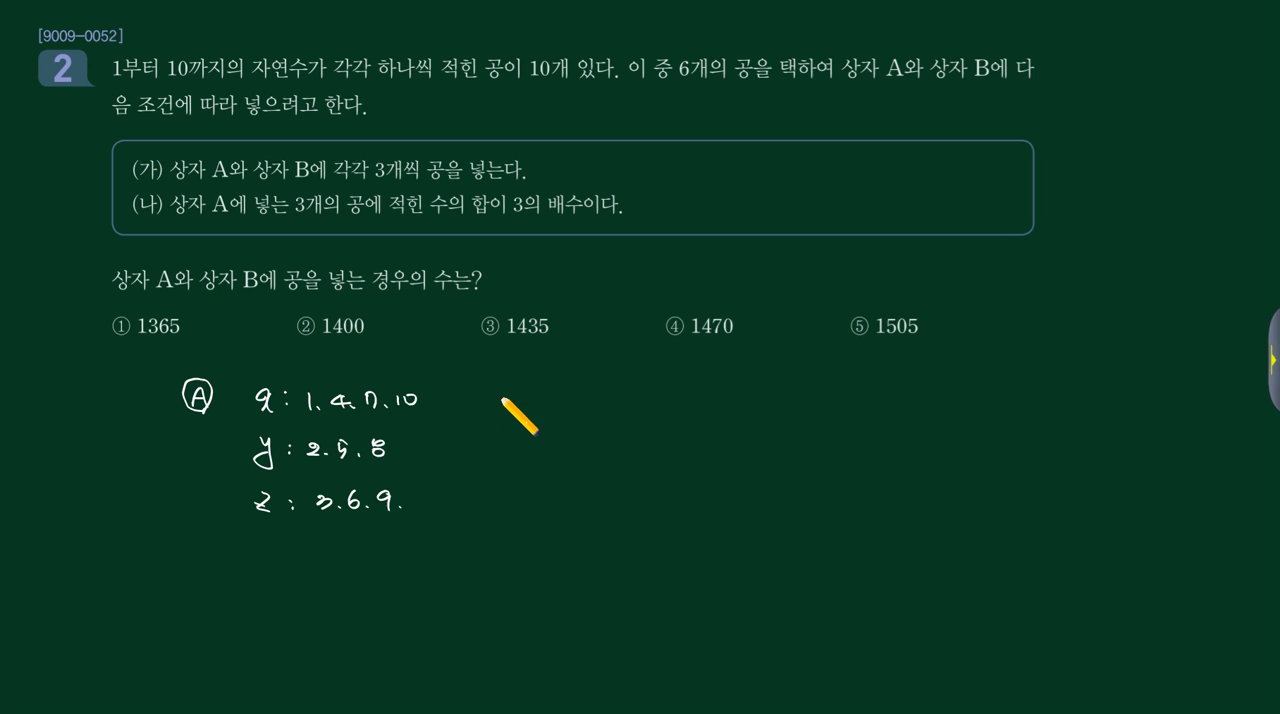 [9009-0052]
2 1부터 10까지의 자연수가 각각 하나씩 적힌 공이 10개 있다. 이 중 6개의 공을 택하여 상자 A와 상자 B에 다
음 조건에 따라 넣으려고 한다.
(가) 상자 A와 상자 B에 각각 3개씩 공을 넣는다.
(나) 상자 A에 넣는 3개의 공에 적힌 수의 합이 3의 배수이다.
상자 A와 상자 B에 공을 넣는 경우의 수는?
① 1365 ② 1400 ③ 1435 ④ 1470 ⑤ 1505
Ⓐ x : 1. 4. 7. 10
y : 2. 5. 8
z : 3. 6. 9.